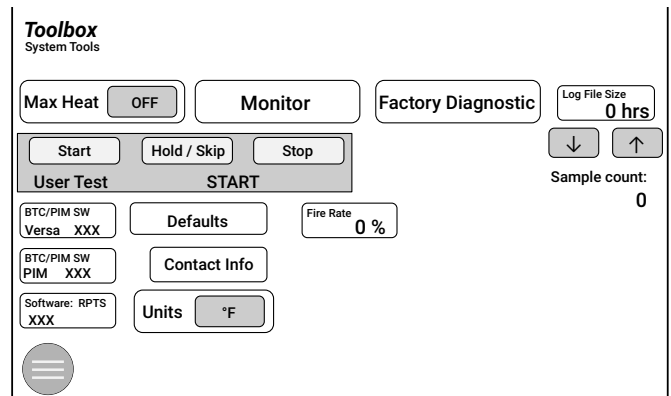 Toolbox
System Tools
Max Heat OFF
Monitor
Factory Diagnostic
Log File Size
0 hrs
Start
Hold / Skip
Stop
↓ ↑
User Test
START
Sample count:
0
BTC/PIM SW
Versa XXX
Defaults
Fire Rate
0 %
BTC/PIM SW
PIM XXX
Contact Info
Software: RPTS
XXX
Units °F